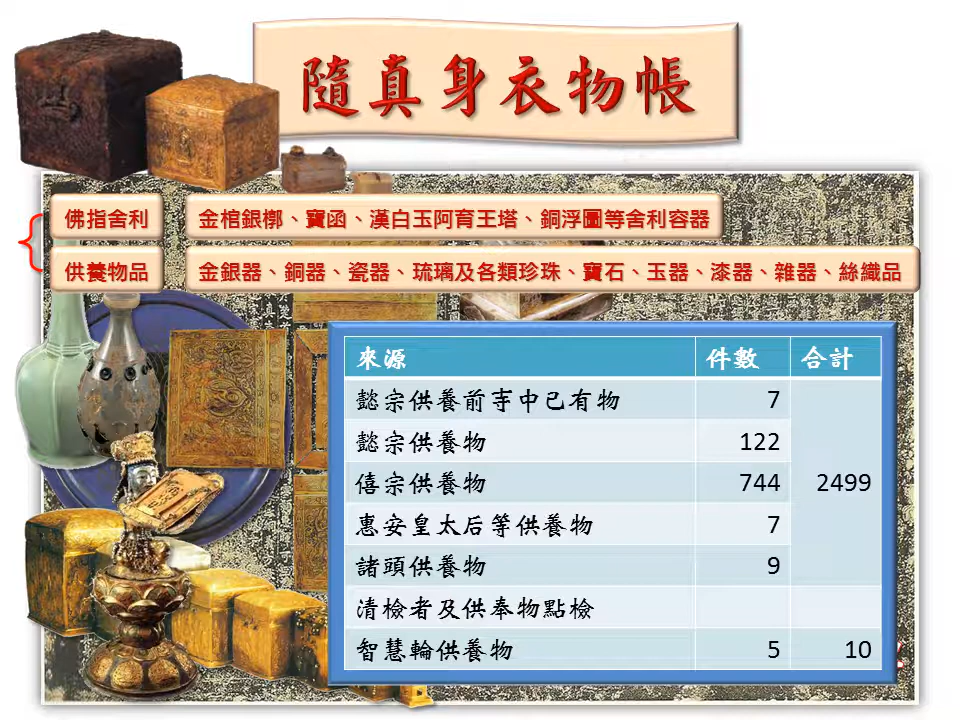 隨真身衣物帳
佛指舍利
金棺銀槨、寶函、漢白玉阿育王塔、銅浮圖等舍利容器
供養物品
金銀器、銅器、瓷器、琉璃及各類珍珠、寶石、玉器、漆器、雜器、絲織品
來源 件數 合計
懿宗供養前寺中已有物 7
懿宗供養物 122
僖宗供養物 744 2499
惠安皇太后等供養物 7
諸頭供養物 9
清檢者及供奉物點檢
智慧輪供養物 5 10